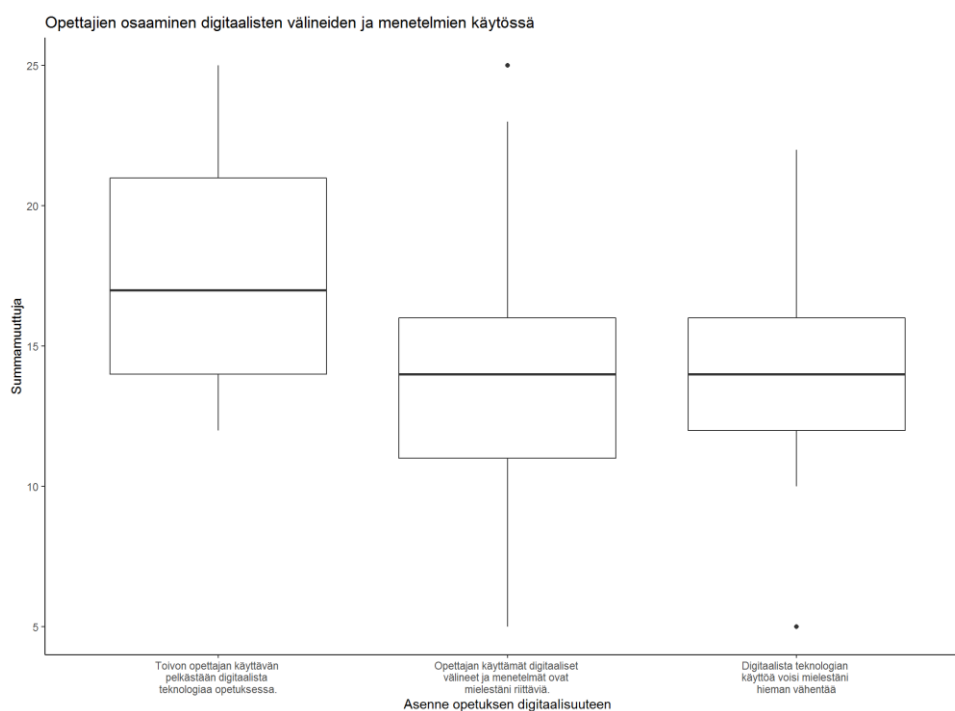 Opettajien osaaminen digitaalisten välineiden ja menetelmien käytössä
25
20
15
10
5
Summamuuttuja
Toivon opettajan käyttävän
pelkästään digitaalista
teknologiaa opetuksessa.
Opettajan käyttämät digitaaliset
välineet ja menetelmät ovat
mielestäni riittäviä.
Digitaalista teknologian
käyttöä voisi mielestäni
hieman vähentää
Asenne opetuksen digitaalisuuteen